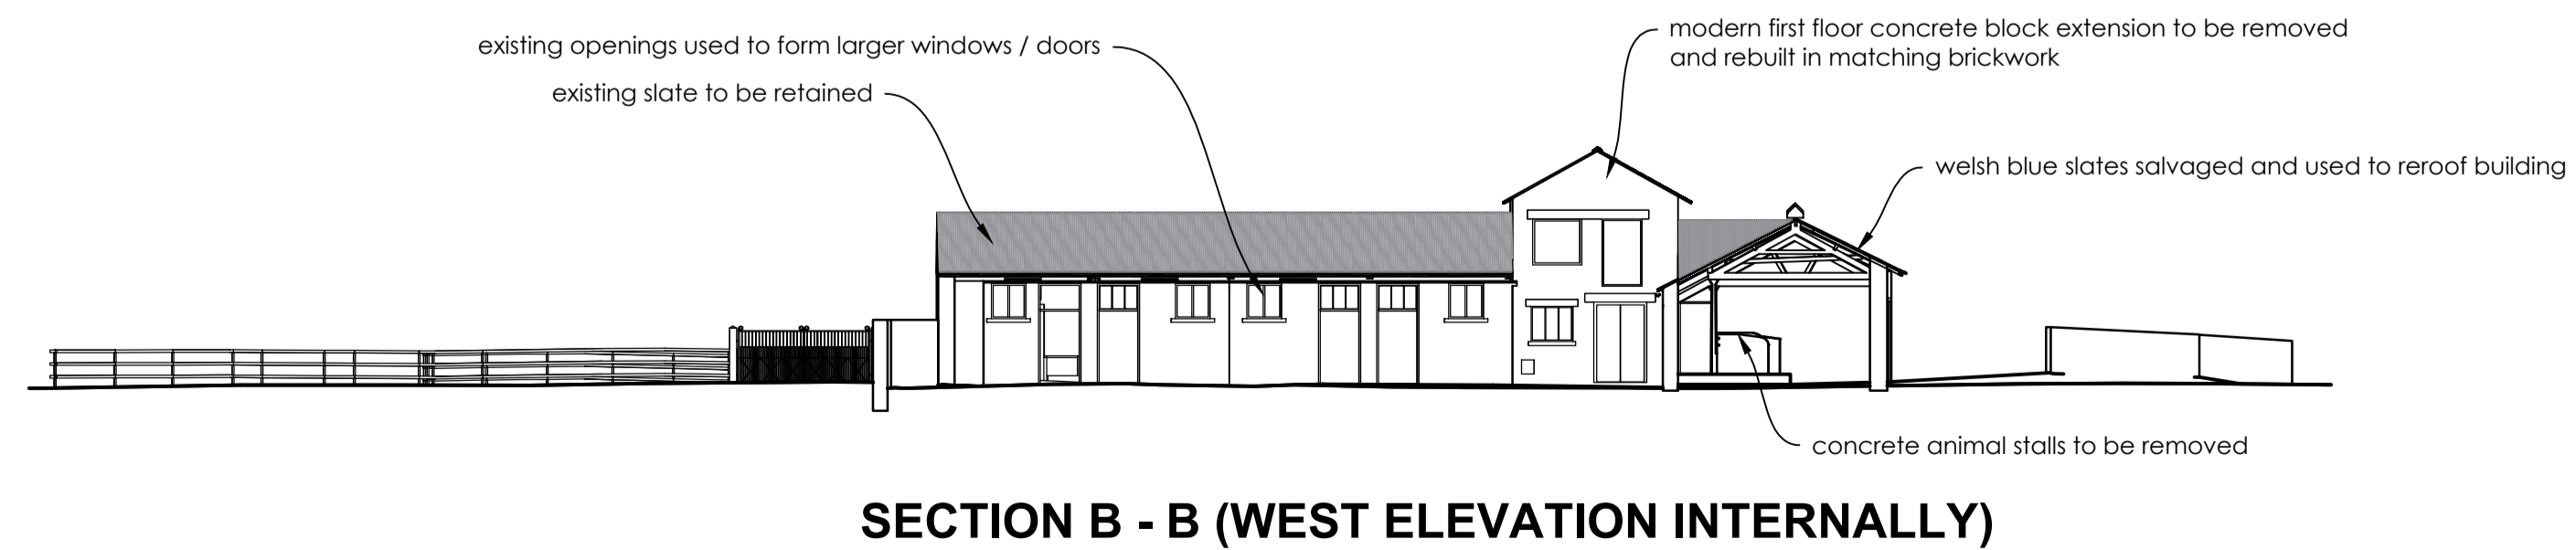 modern first floor concrete block extension to be removed
and rebuilt in matching brickwork
existing openings used to form larger windows / doors
existing slate to be retained
welsh blue slates salvaged and used to reroof building
concrete animal stalls to be removed
SECTION B - B (WEST ELEVATION INTERNALLY)